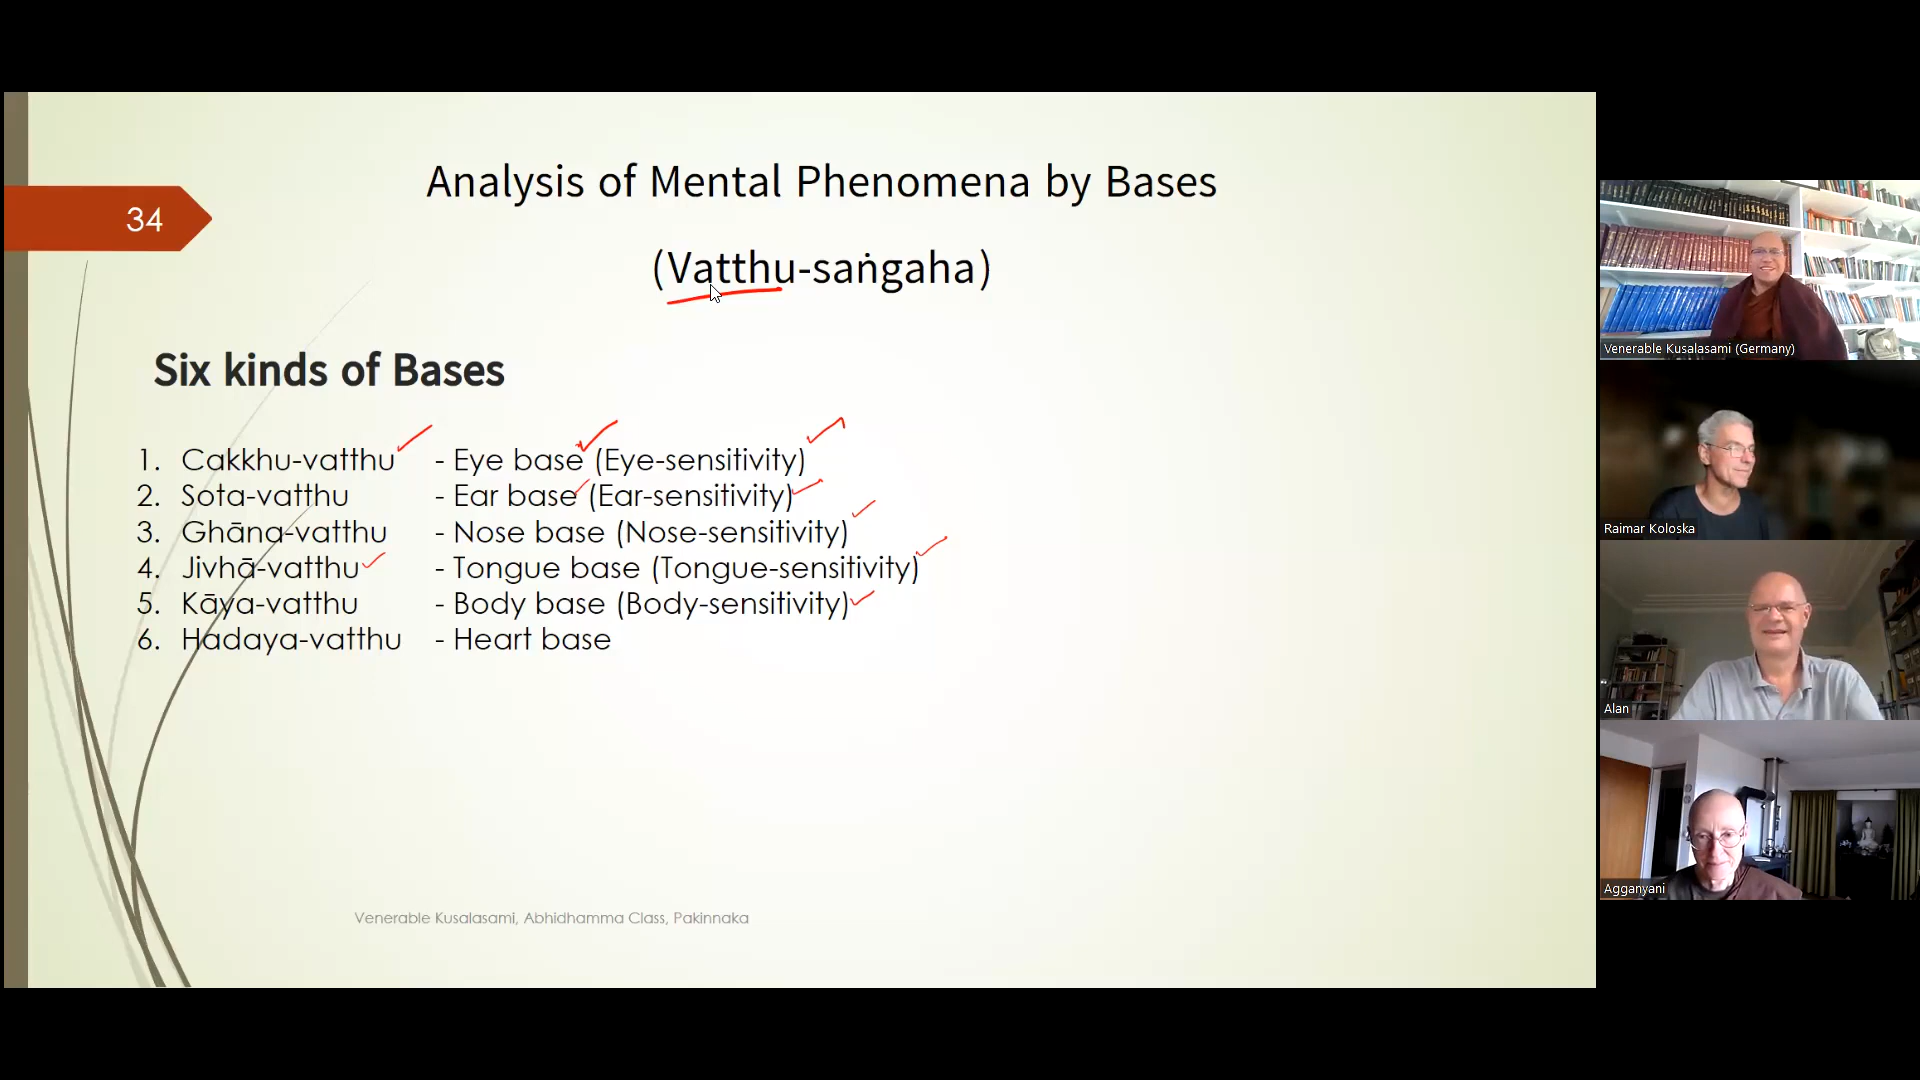 34
Analysis of Mental Phenomena by Bases
(Vatthu-saṅgaha)
Six kinds of Bases
1. Cakkhu-vatthu - Eye base (Eye-sensitivity)
2. Sota-vatthu - Ear base (Ear-sensitivity)
3. Ghāna-vatthu - Nose base (Nose-sensitivity)
4. Jivhā-vatthu - Tongue base (Tongue-sensitivity)
5. Kāya-vatthu - Body base (Body-sensitivity)
6. Hadaya-vatthu - Heart base
Venerable Kusalasami, Abhidhamma Class, Pakinnaka
Venerable Kusalasami (Germany)
Raimar Koloska
Alan
Agganyani